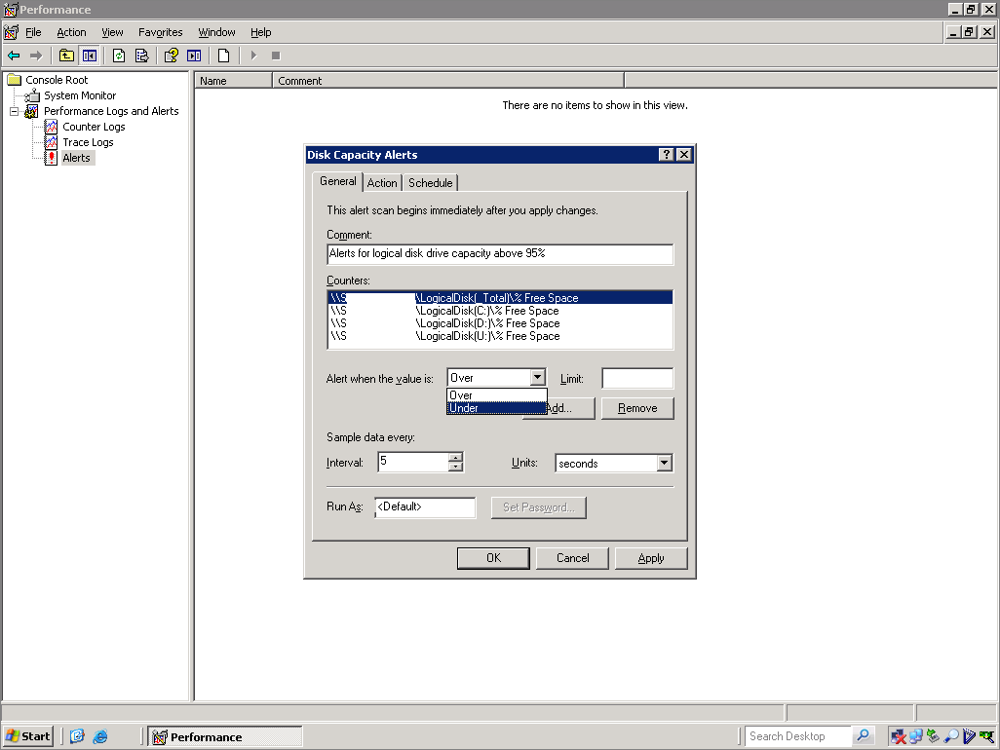 Performance
File Action View Favorites Window Help
Console Root
System Monitor
Performance Logs and Alerts
Counter Logs
Trace Logs
Alerts
Name Comment
There are no items to show in this view.
Disk Capacity Alerts
General Action Schedule
This alert scan begins immediately after you apply changes.
Comment:
Alerts for logical disk drive capacity above 95%
Counters:
\\S \LogicalDisk(_Total)\% Free Space
\\S \LogicalDisk(C:)\% Free Space
\\S \LogicalDisk(D:)\% Free Space
\\S \LogicalDisk(U:)\% Free Space
Alert when the value is: Over Limit:
Over
Under
Add... Remove
Sample data every:
Interval: 5 Units: seconds
Run As: <Default> Set Password...
OK Cancel Apply
Start Performance Search Desktop